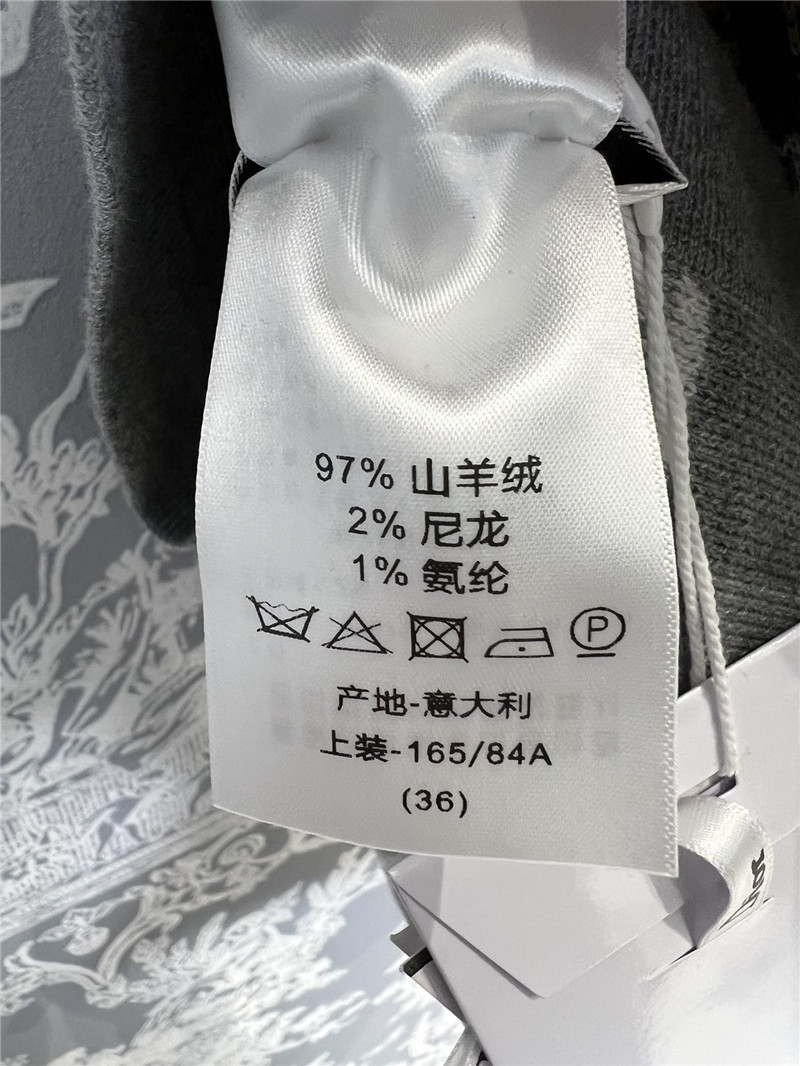 97% 山羊绒
2% 尼龙
1% 氨纶
P
产地-意大利
上装-165/84A
(36)